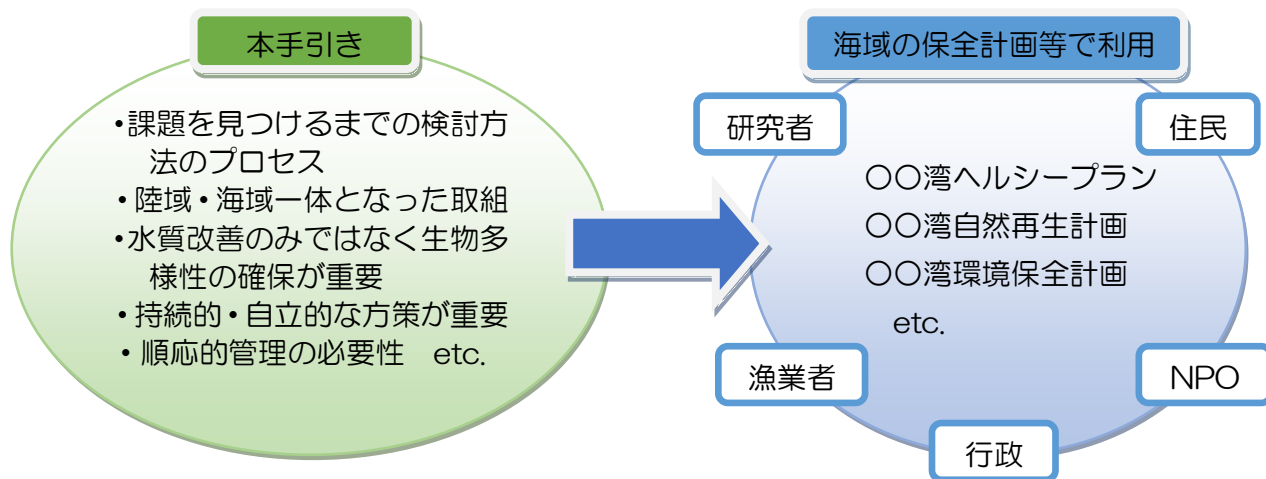 本手引き
•課題を見つけるまでの検討方
法のプロセス
•陸域・海域一体となった取組
•水質改善のみではなく生物多
様性の確保が重要
•持続的・自立的な方策が重要
•順応的管理の必要性　etc.
海域の保全計画等で利用
研究者
住民
〇〇湾ヘルシープラン
〇〇湾自然再生計画
〇〇湾環境保全計画
etc.
漁業者
NPO
行政